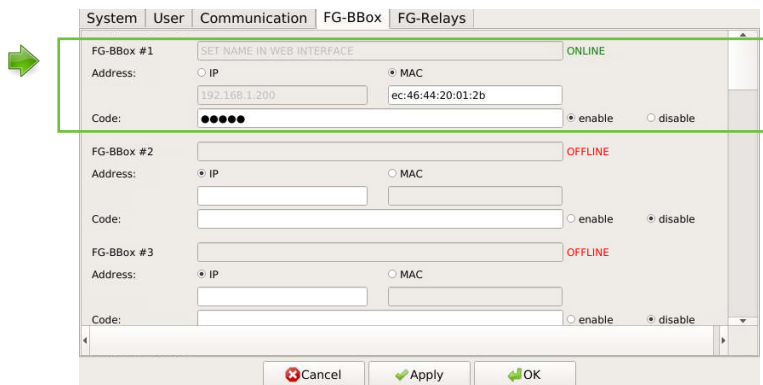 System User Communication FG-BBox FG-Relays
FG-BBox #1 SET NAME IN WEB INTERFACE ONLINE
Address: IP MAC
192.168.1.200 ec:46:44:20:01:2b
Code: ●●●●● enable disable
FG-BBox #2 OFFLINE
Address: IP MAC
Code: enable disable
FG-BBox #3 OFFLINE
Address: IP MAC
Code: enable disable
Cancel Apply OK